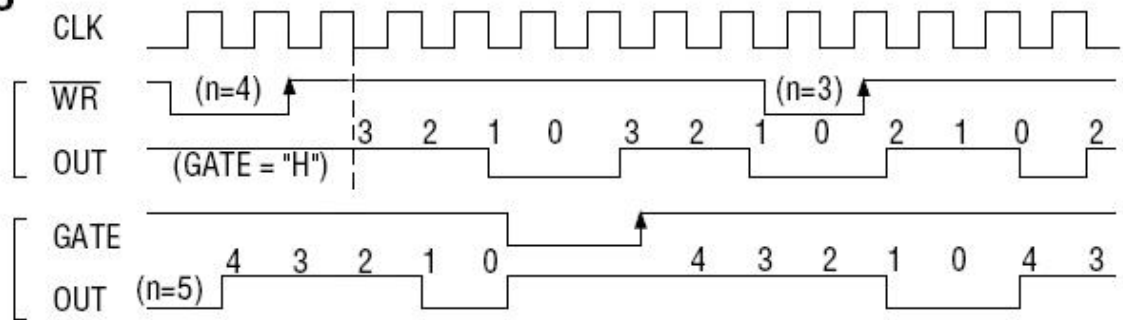 CLK
WR (n=4) (n=3)
3 2 1 0 3 2 1 0 2 1 0 2
OUT (GATE = "H")
GATE
4 3 2 1 0 4 3 2 1 0 4 3
OUT (n=5)